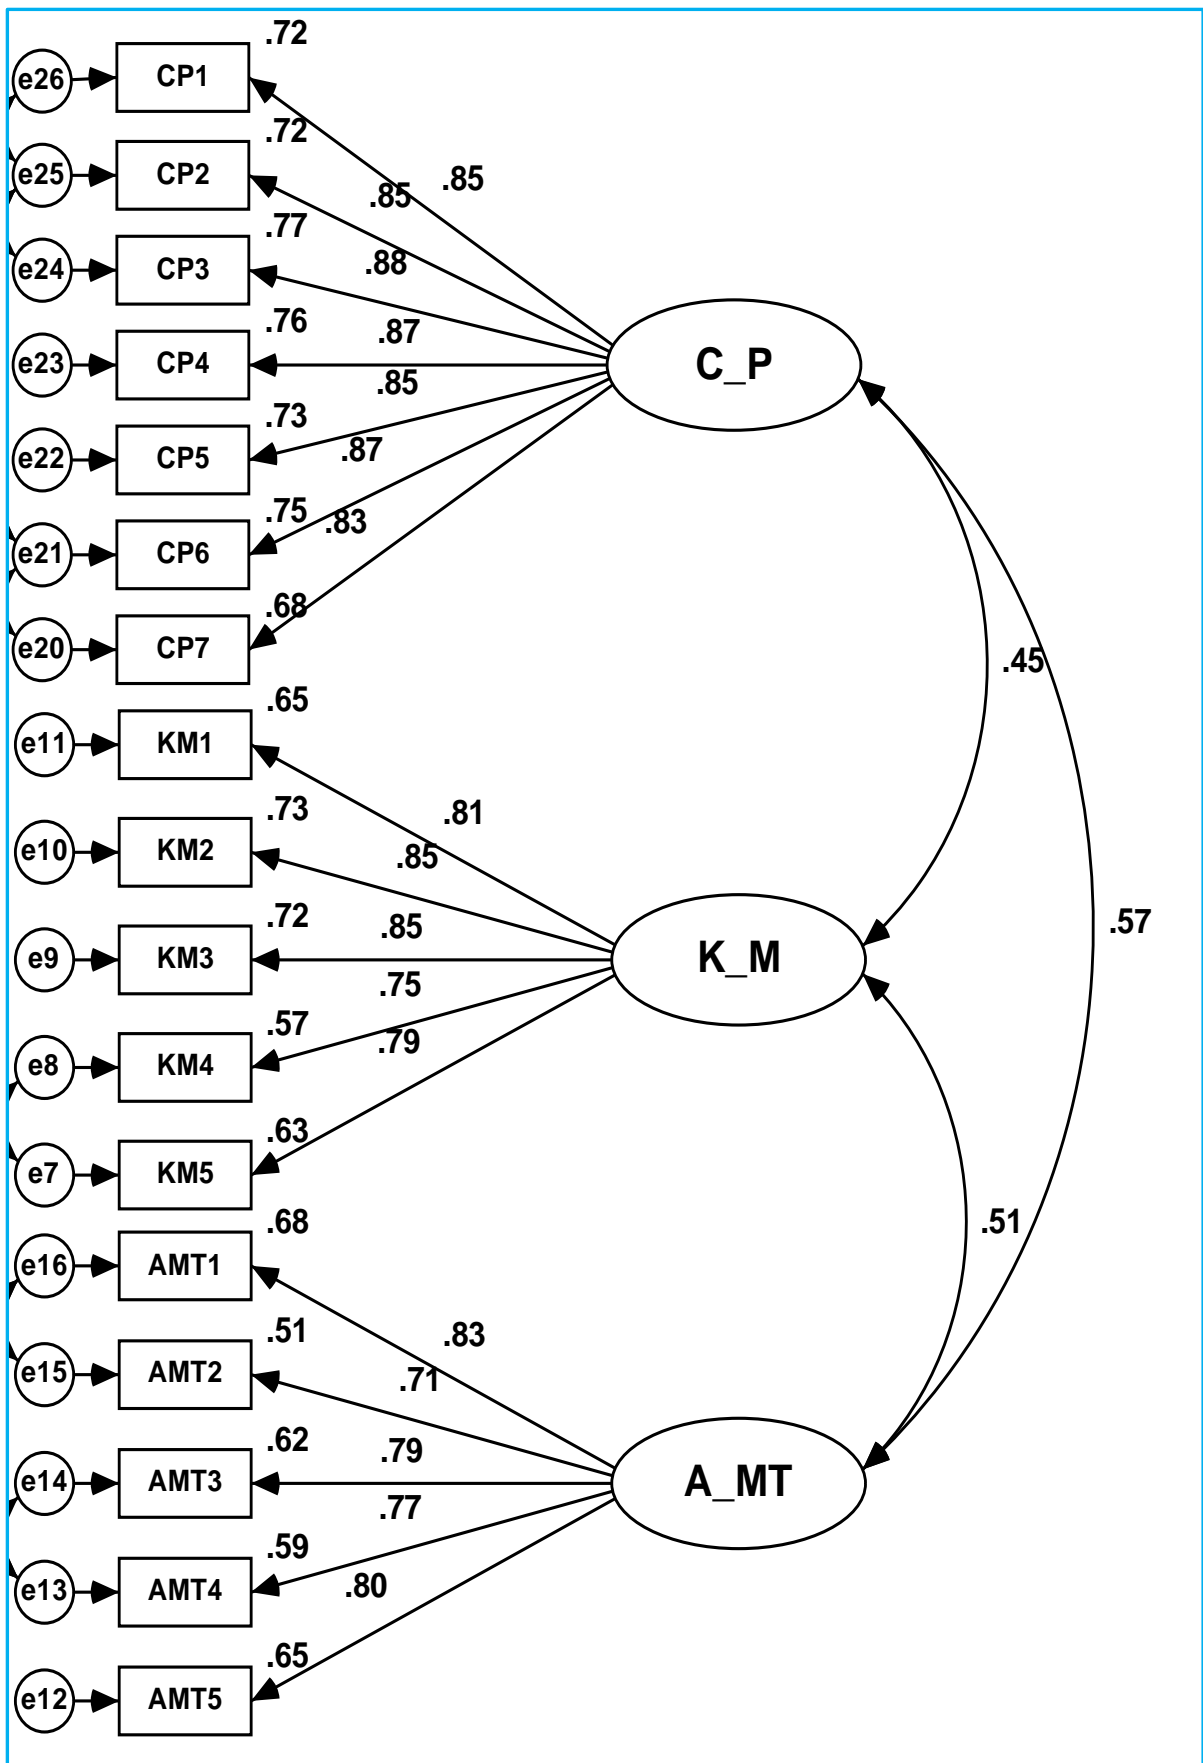 .72
e26 CP1
.72
e25 CP2
.85 .85
.77
e24 CP3
.88
.76
.87
e23 CP4
C_P
.85
.73
e22 CP5
.87
.75
.83
e21 CP6
.68
e20 CP7
.45
.65
e11 KM1
.81
.73
e10 KM2
.85
.72
.85
.57
e9 KM3
K_M
.75
.57
.79
e8 KM4
.63
e7 KM5
.68
.51
e16 AMT1
.51
.83
e15 AMT2
.71
.62
.79
e14 AMT3
A_MT
.77
.59
.80
e13 AMT4
.65
e12 AMT5